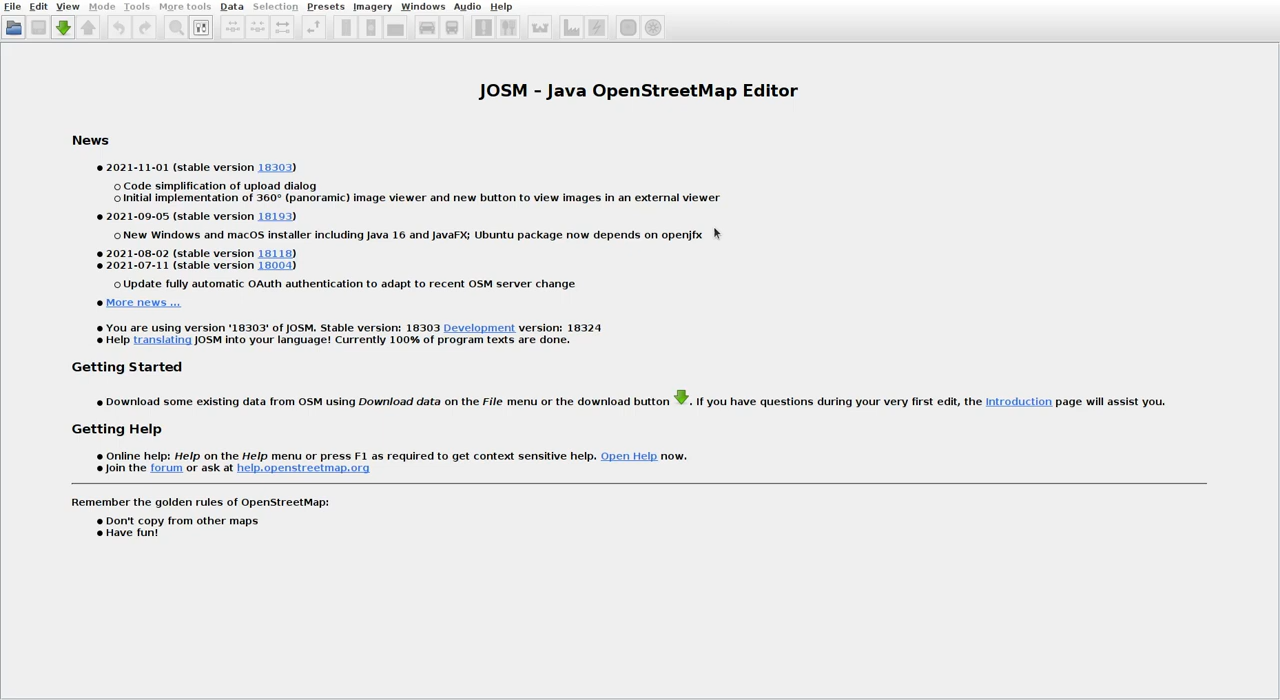 File Edit View Mode Tools More tools Data Selection Presets Imagery Windows Audio Help
JOSM – Java OpenStreetMap Editor
News
2021-11-01 (stable version 18303)
Code simplification of upload dialog
Initial implementation of 360° (panoramic) image viewer and new button to view images in an external viewer
2021-09-05 (stable version 18193)
New Windows and macOS installer including Java 16 and JavaFX; Ubuntu package now depends on openjfx
2021-08-02 (stable version 18118)
2021-07-11 (stable version 18004)
Update fully automatic OAuth authentication to adapt to recent OSM server change
More news ...
You are using version '18303' of JOSM. Stable version: 18303 Development version: 18324
Help translating JOSM into your language! Currently 100% of program texts are done.
Getting Started
Download some existing data from OSM using Download data on the File menu or the download button . If you have questions during your very first edit, the Introduction page will assist you.
Getting Help
Online help: Help on the Help menu or press F1 as required to get context sensitive help. Open Help now.
Join the forum or ask at help.openstreetmap.org
Remember the golden rules of OpenStreetMap:
Don't copy from other maps
Have fun!